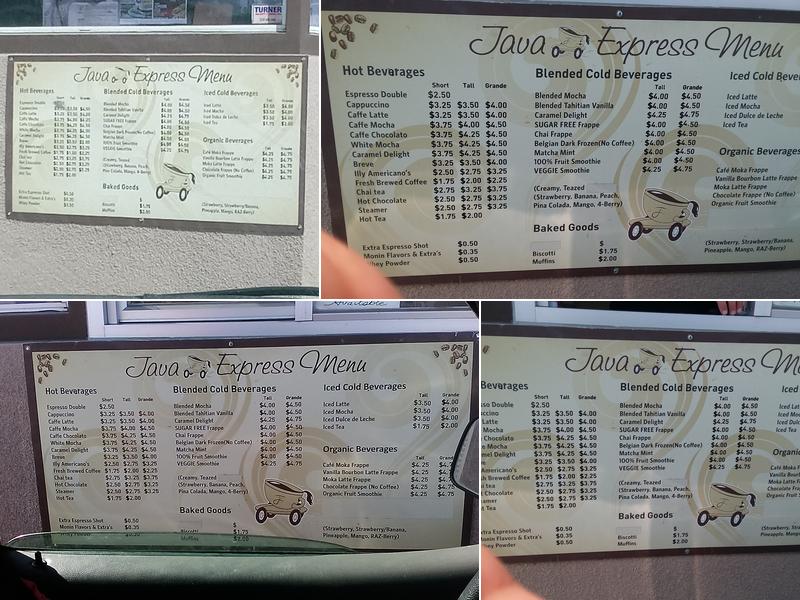 TURNER
Java Express Menu
Hot Beverages
Short Tall Grande
Espresso Double $2.50
Cappuccino $3.25 $3.50 $4.00
Caffe Latte $3.25 $3.50 $4.00
Caffe Mocha $3.75 $4.00 $4.50
Caffe Chocolate $3.75 $4.25 $4.50
White Mocha $3.75 $4.25 $4.50
Caramel Delight $3.75 $4.25 $4.50
Breve $3.25 $3.50 $4.00
Illy Americano's $2.50 $2.75 $3.25
Fresh Brewed Coffee $1.75 $2.00 $2.25
Chai tea $2.75 $3.25 $3.75
Hot Chocolate $2.50 $2.75 $3.25
Steamer $2.50 $2.75 $3.25
Hot Tea $1.75 $2.00
Extra Espresso Shot $0.50
Monin Flavors & Extra's $0.35
Whey Powder $0.50
Blended Cold Beverages
Tall Grande
Blended Mocha $4.00 $4.50
Blended Tahitian Vanilla $4.00 $4.50
Caramel Delight $4.25 $4.75
SUGAR FREE Frappe $4.00 $4.50
Chai Frappe $4.00 $4.50
Belgian Dark Frozen(No Coffee) $4.00 $4.50
Matcha Mint $4.00 $4.50
100% Fruit Smoothie $4.00 $4.50
VEGGIE Smoothie $4.25 $4.75
(Creamy, Teazed
(Strawberry, Banana, Peach,
Pina Colada, Mango, 4-Berry)
Baked Goods
$
Biscotti $1.75
Muffins $2.00
Iced Cold Beverages
Tall Grande
Iced Latte $3.50 $4.00
Iced Mocha $3.50 $4.00
Iced Dulce de Leche $3.50 $4.00
Iced Tea
Organic Beverages
Tall Grande
Café Moka Frappe $4.25 $4.75
Vanilla Bourbon Latte Frappe $4.25 $4.75
Moka Latte Frappe $4.25 $4.75
Chocolate Frappe (No Coffee) $4.25 $4.75
Organic Fruit Smoothie $4.25 $4.75
(Strawberry, Strawberry/Banana,
Pineapple, Mango, RAZ-Berry)